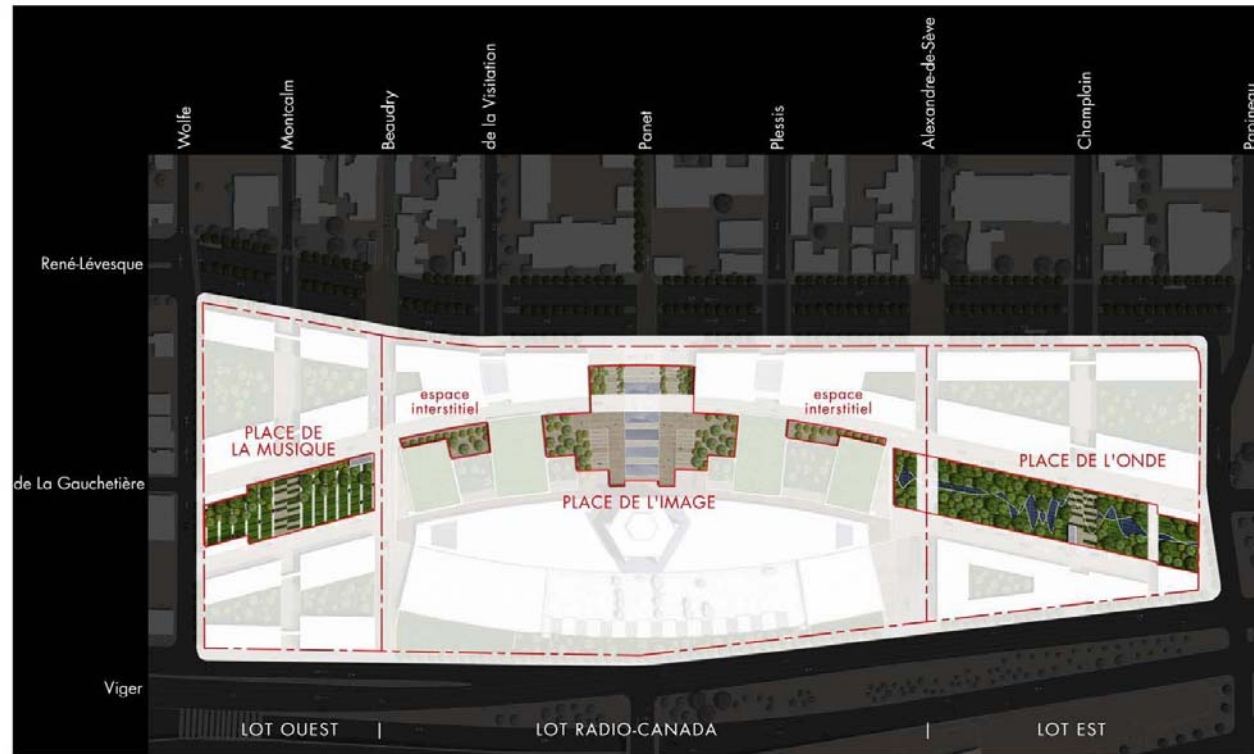 Wolfe
Montcalm
Beaudry
de la Visitation
Panet
Plessis
Alexandre-de-Sève
Champlain
Papineau
René-Lévesque
espace
interstitiel
espace
interstitiel
PLACE DE
LA MUSIQUE
PLACE DE L'ONDE
de La Gauchetière
PLACE DE L'IMAGE
Viger
LOT OUEST | LOT RADIO-CANADA | LOT EST